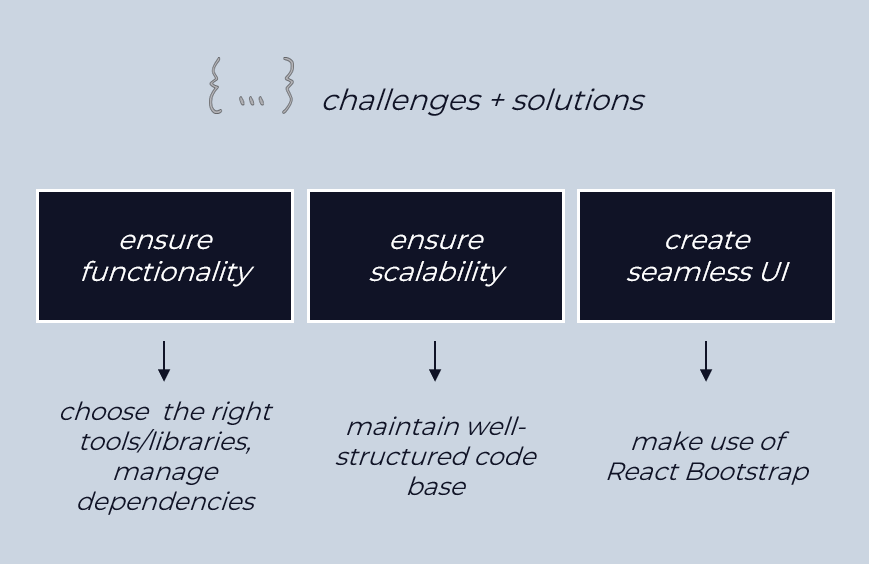 { ... } challenges + solutions
ensure
functionality
ensure
scalability
create
seamless UI
choose the right
tools/libraries,
manage
dependencies
maintain well-
structured code
base
make use of
React Bootstrap